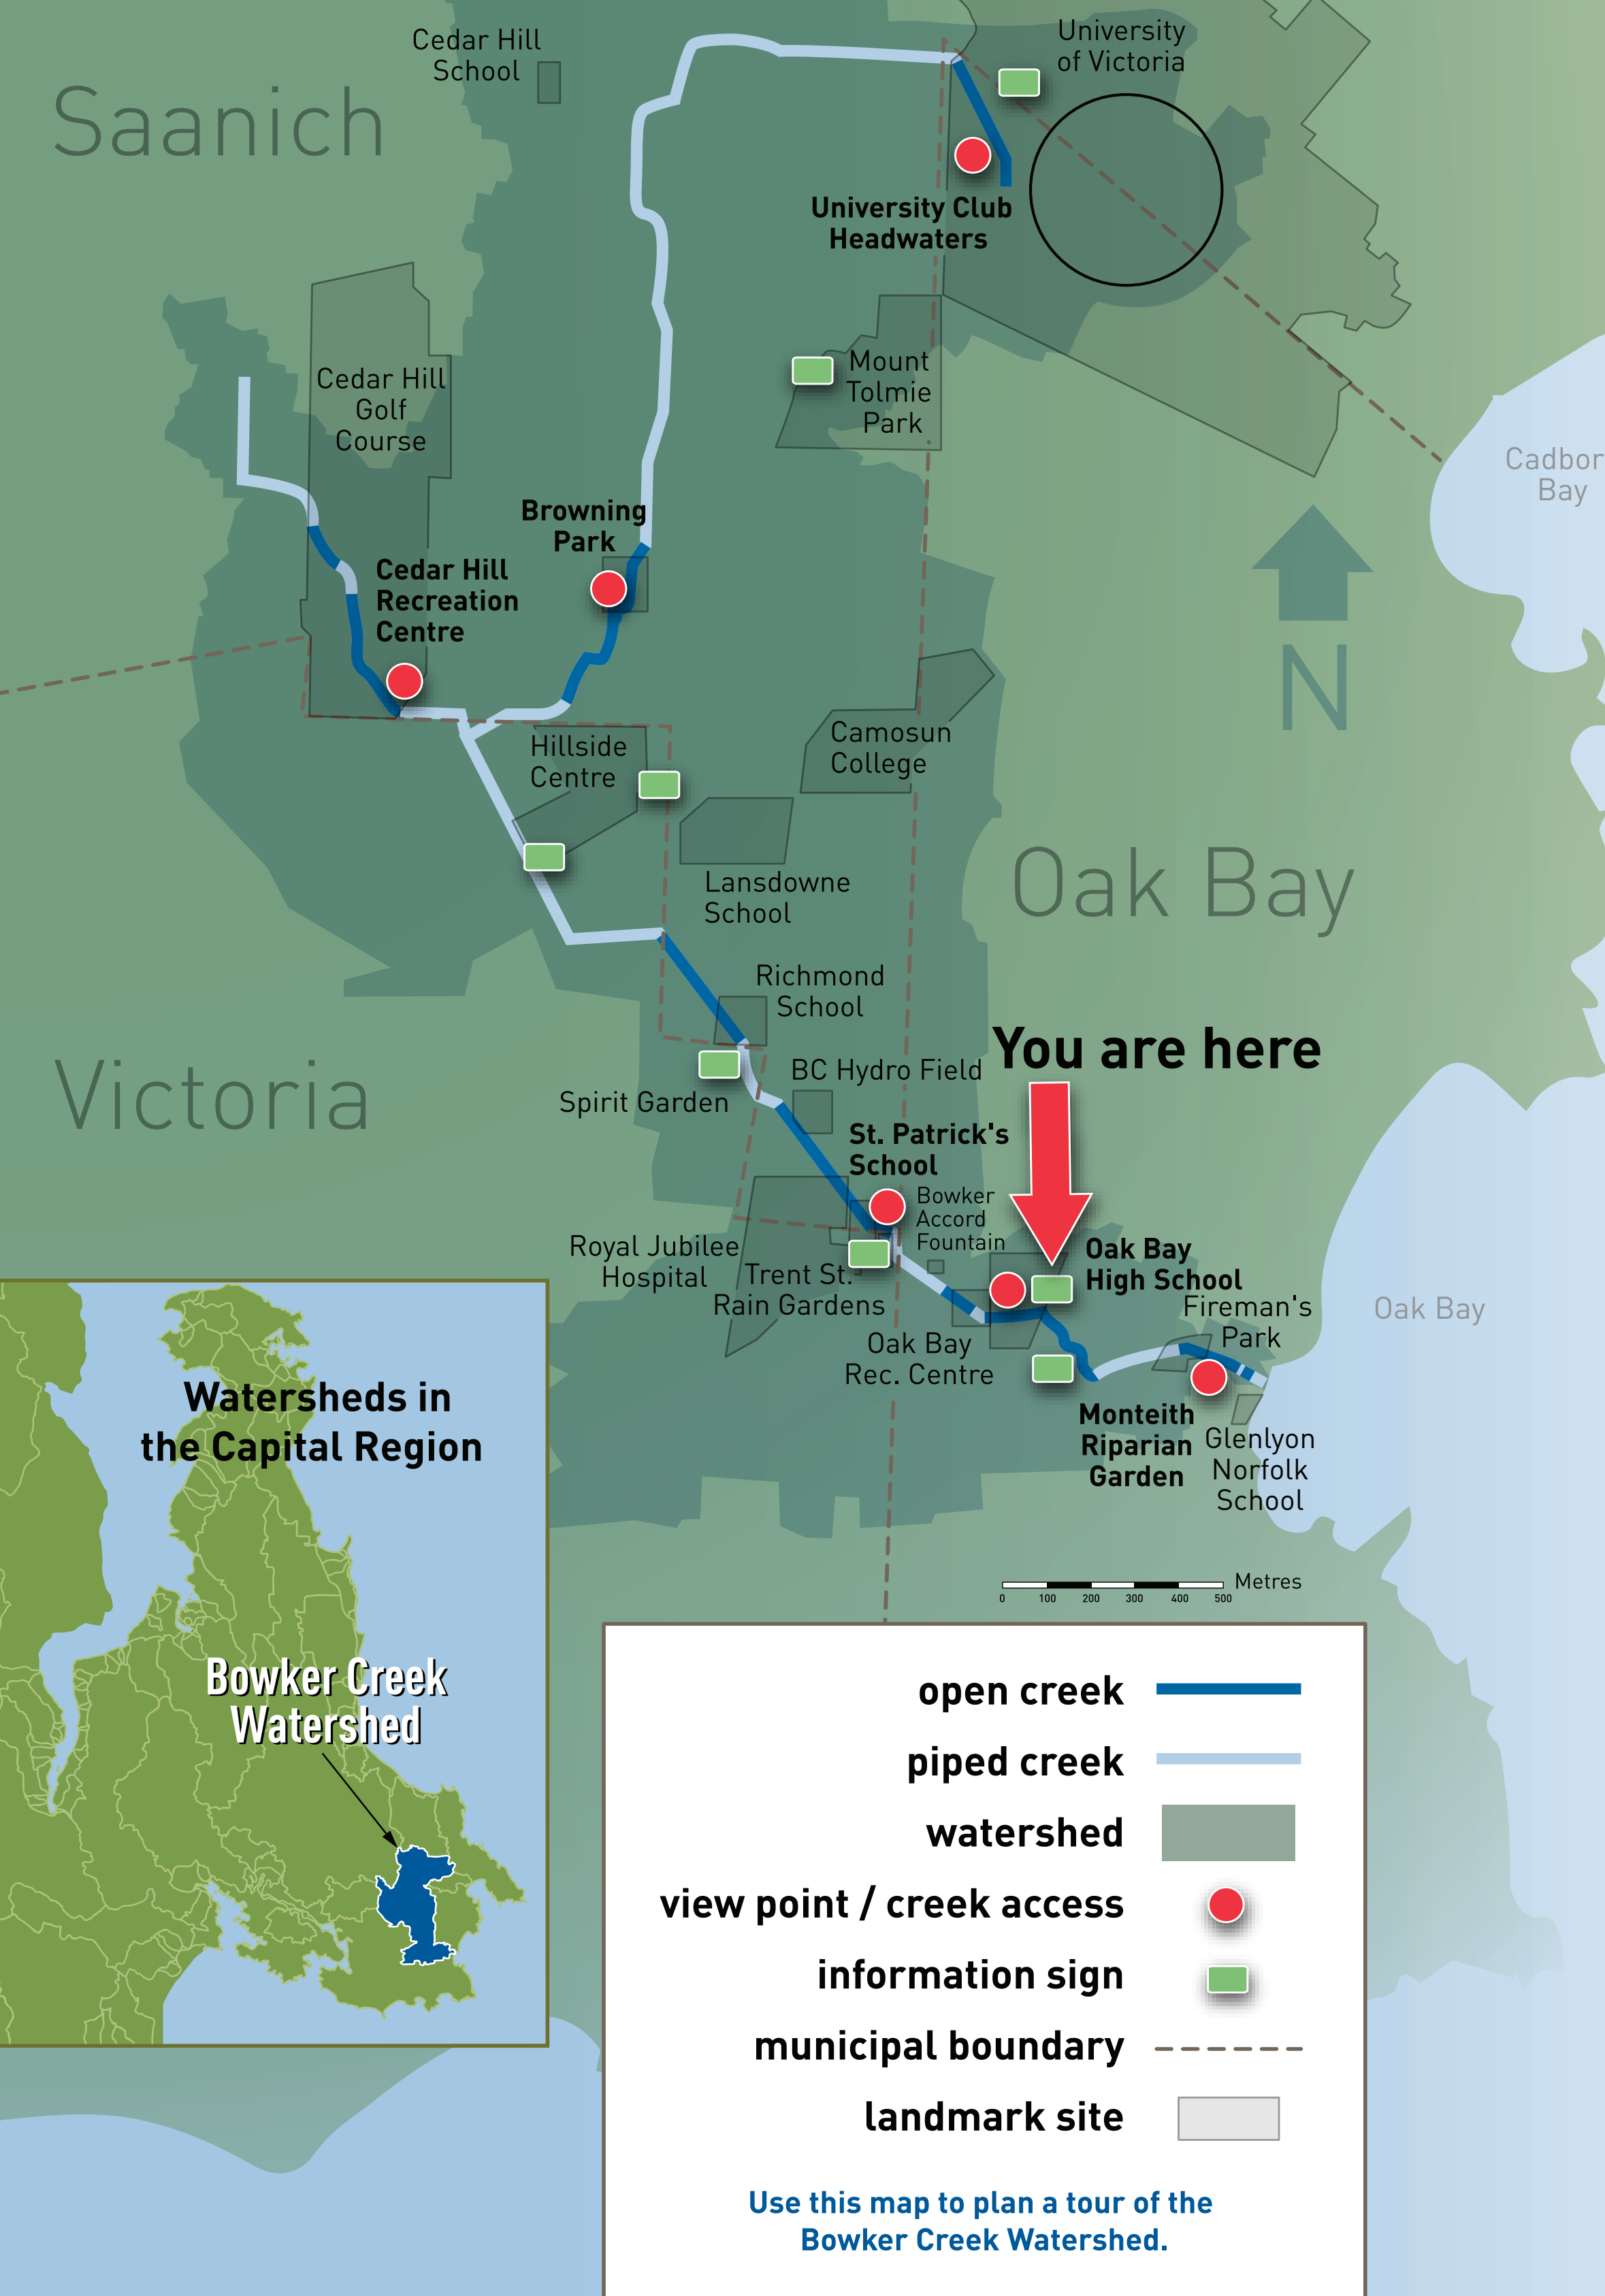 Cedar Hill
School
University
of Victoria
Saanich
University Club
Headwaters
Mount
Tolmie
Park
Cedar Hill
Golf
Course
Cadbor
Bay
Browning
Park
Cedar Hill
Recreation
Centre
N
Hillside
Centre
Camosun
College
Oak Bay
Lansdowne
School
Richmond
School
You are here
Victoria
BC Hydro Field
Spirit Garden
St. Patrick's
School
Bowker
Accord
Fountain
Royal Jubilee
Hospital
Trent St.
Rain Gardens
Oak Bay
High School
Fireman's
Park
Oak Bay
Oak Bay
Rec. Centre
Monteith
Riparian
Garden
Glenlyon
Norfolk
School
Metres
0 100 200 300 400 500
Watersheds in
the Capital Region
Bowker Creek
Watershed
open creek
piped creek
watershed
view point / creek access
information sign
municipal boundary
landmark site
Use this map to plan a tour of the
Bowker Creek Watershed.